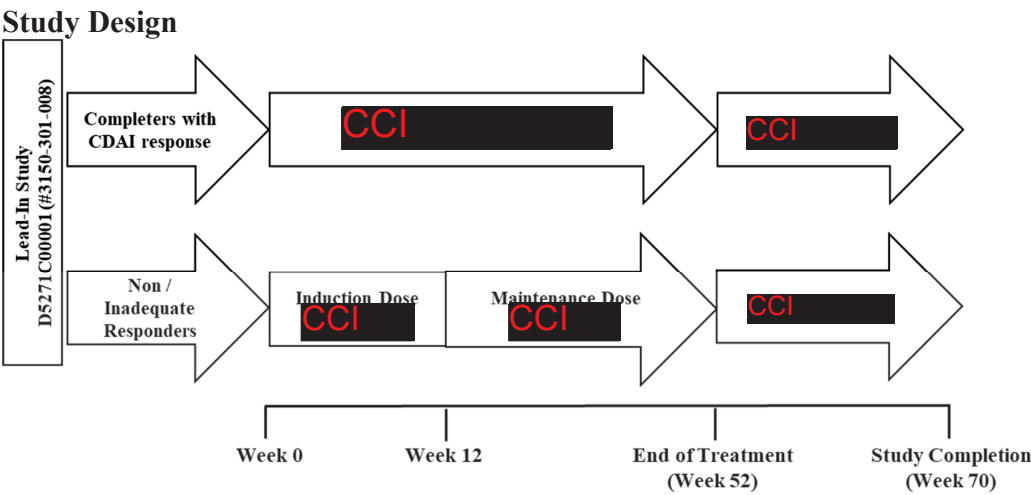 Study Design
Lead-In Study
D5271C00001 (#3150-301-008)
Completers with
CDAI response
CCI
CCI
Non /
Inadequate
Responders
Induction Dose
CCI
Maintenance Dose
CCI
CCI
Week 0
Week 12
End of Treatment
(Week 52)
Study Completion
(Week 70)